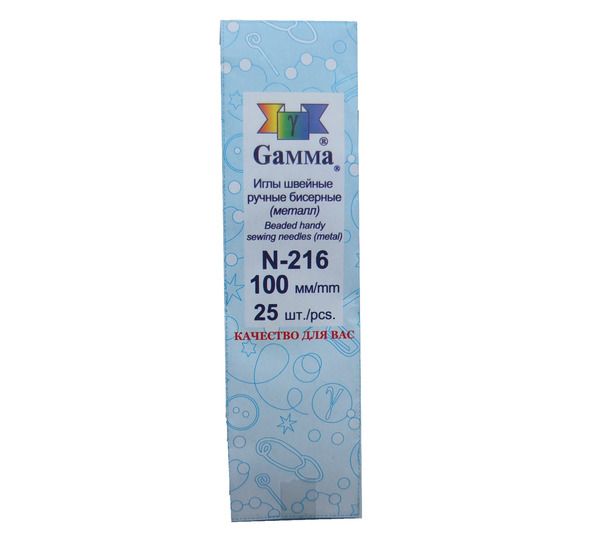 γ
Gamma®
®
Иглы швейные
ручные бисерные
(металл)
Beaded handy
sewing needles (metal)
N-216
100 мм/mm
25 шт./pcs.
КАЧЕСТВО ДЛЯ ВАС
γ